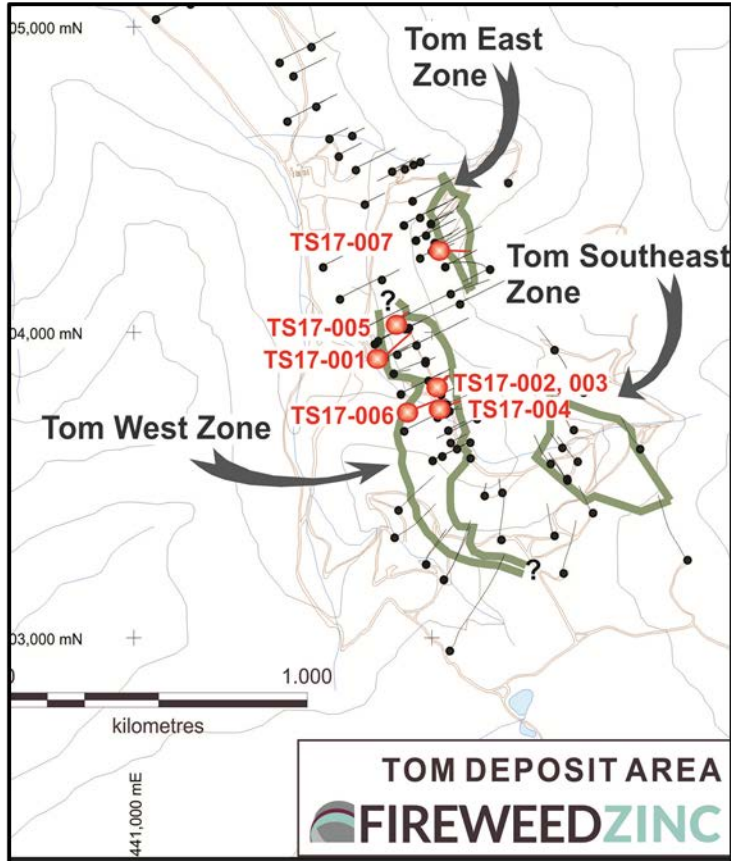 05,000 mN
Tom East
Zone
TS17-007
Tom Southeast
Zone
?
04,000 mN
TS17-005
TS17-001
TS17-002, 003
TS17-006
TS17-004
Tom West Zone
?
03,000 mN
0
1.000
kilometres
441,000 mE
TOM DEPOSIT AREA
FIREWEEDZINC